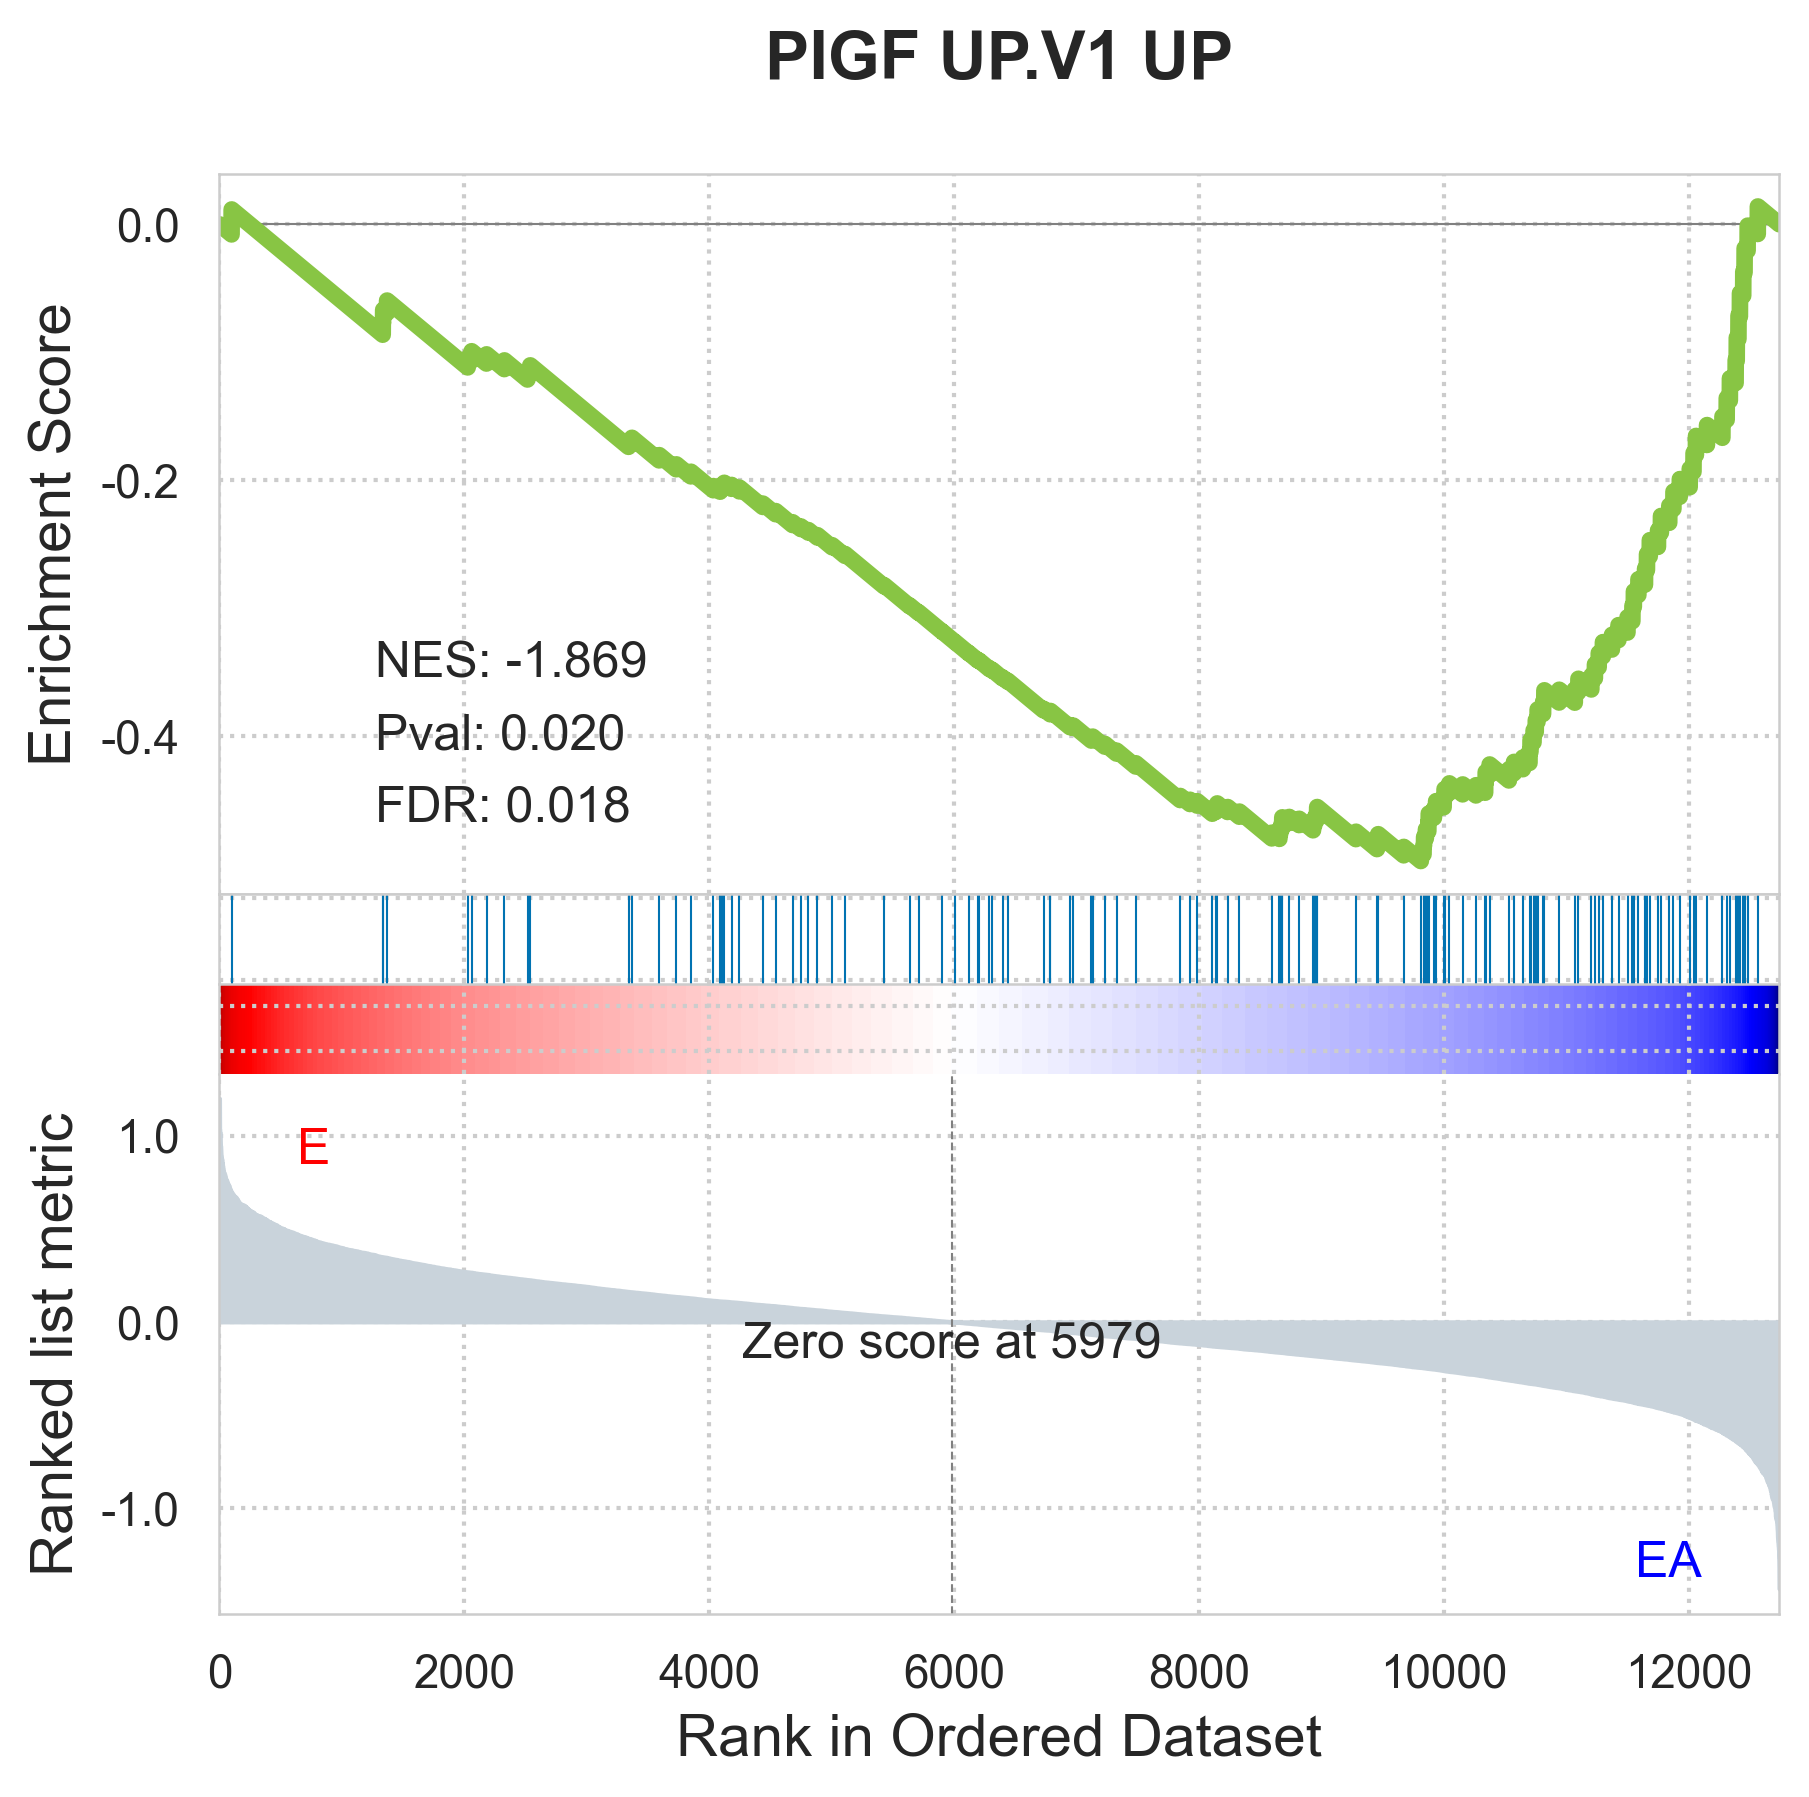 PIGF UP.V1 UP
Enrichment Score
0.0
-0.2
-0.4
NES: -1.869
Pval: 0.020
FDR: 0.018
Ranked list metric
1.0
0.0
-1.0
E
Zero score at 5979
EA
0 2000 4000 6000 8000 10000 12000
Rank in Ordered Dataset